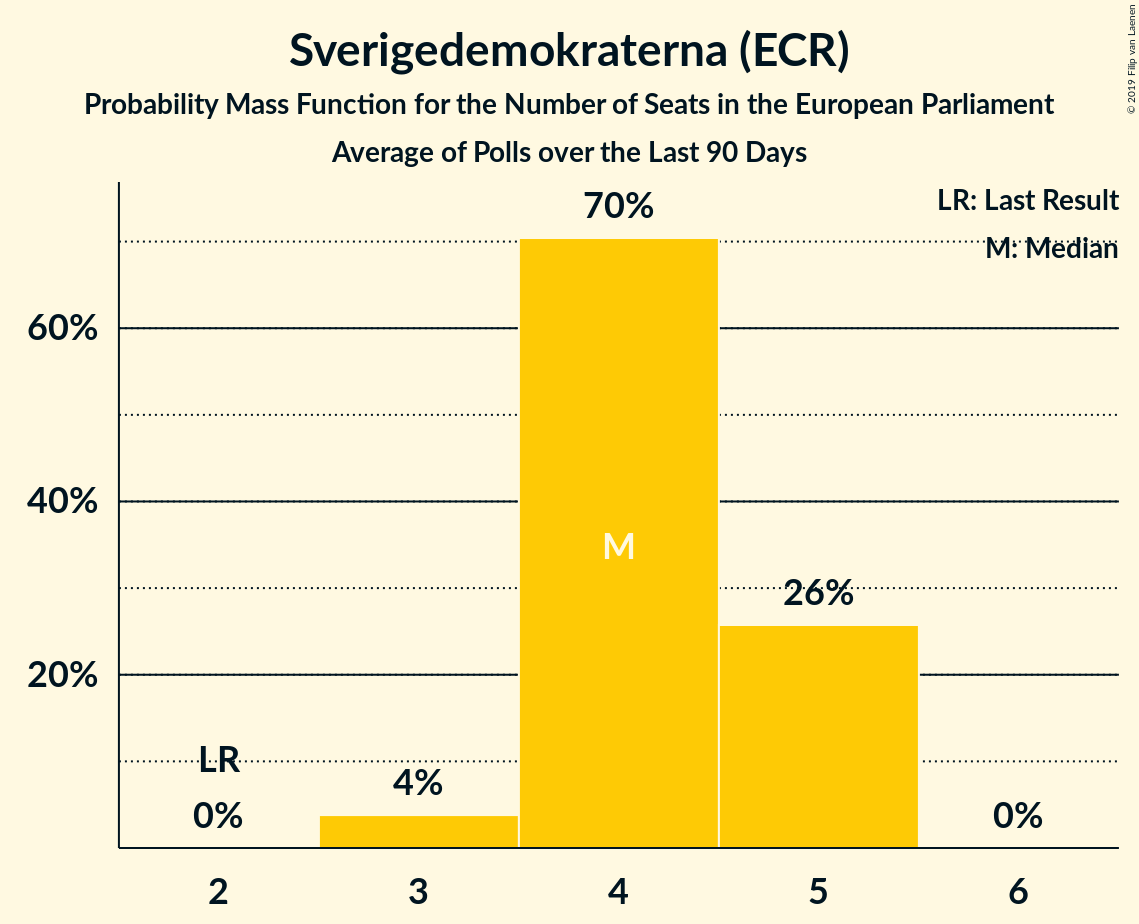 Sverigedemokraterna (ECR)
Probability Mass Function for the Number of Seats in the European Parliament
Average of Polls over the Last 90 Days
© 2019 Filip van Laenen
LR: Last Result
M: Median
70%
60%
40%
M
26%
20%
LR
4%
0%
0%
2 3 4 5 6